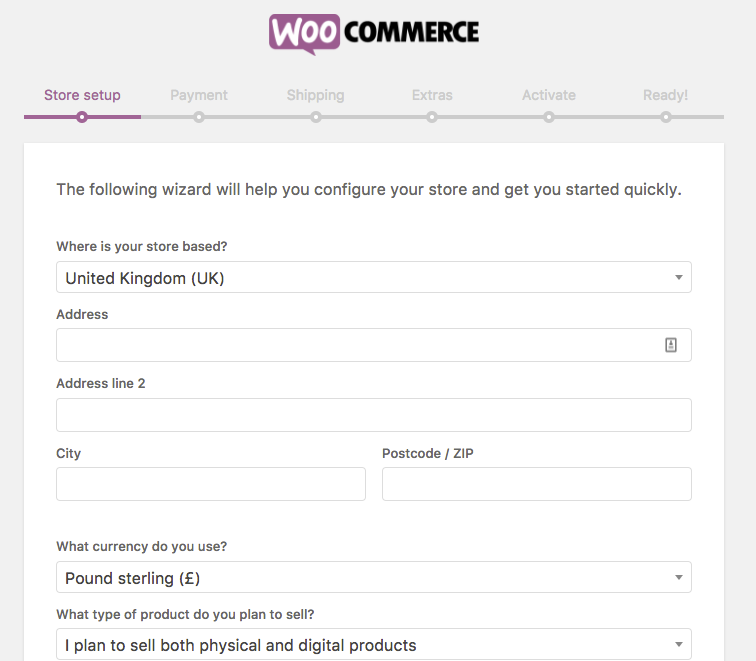 WOO COMMERCE
Store setup Payment Shipping Extras Activate Ready!
The following wizard will help you configure your store and get you started quickly.
Where is your store based?
United Kingdom (UK)
Address
Address line 2
City Postcode / ZIP
What currency do you use?
Pound sterling (£)
What type of product do you plan to sell?
I plan to sell both physical and digital products